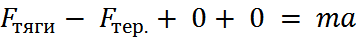 Fтяги − Fтер. + 0 + 0 = ma